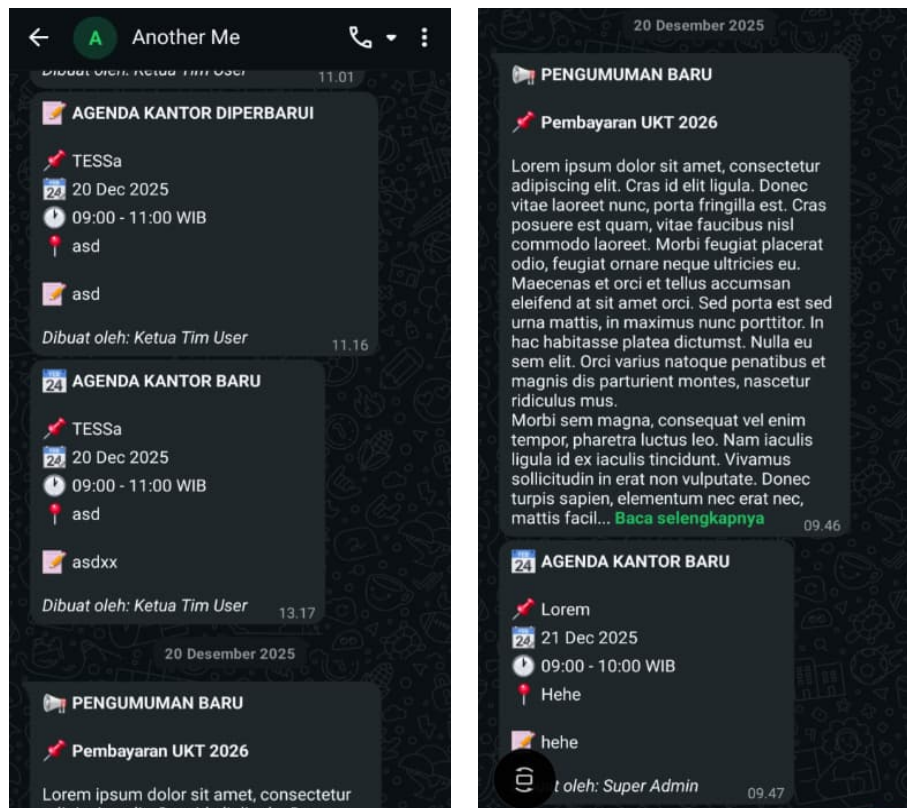 Another Me
Dibuat oleh: Ketua Tim User
11.01
AGENDA KANTOR DIPERBARUI
TESSa
20 Dec 2025
09:00 - 11:00 WIB
asd
asd
Dibuat oleh: Ketua Tim User
11.16
AGENDA KANTOR BARU
TESSa
20 Dec 2025
09:00 - 11:00 WIB
asd
asdxx
Dibuat oleh: Ketua Tim User
13.17
20 Desember 2025
PENGUMUMAN BARU
Pembayaran UKT 2026
Lorem ipsum dolor sit amet, consectetur
20 Desember 2025
PENGUMUMAN BARU
Pembayaran UKT 2026
Lorem ipsum dolor sit amet, consectetur
adipiscing elit. Cras id elit ligula. Donec
vitae laoreet nunc, porta fringilla est. Cras
posuere est quam, vitae faucibus nisl
commodo laoreet. Morbi feugiat placerat
odio, feugiat ornare neque ultricies eu.
Maecenas et orci et tellus accumsan
eleifend at sit amet orci. Sed porta est sed
urna mattis, in maximus nunc porttitor. In
hac habitasse platea dictumst. Nulla eu
sem elit. Orci varius natoque penatibus et
magnis dis parturient montes, nascetur
ridiculus mus.
Morbi sem magna, consequat vel enim
tempor, pharetra luctus leo. Nam iaculis
ligula id ex iaculis tincidunt. Vivamus
sollicitudin in erat non vulputate. Donec
turpis sapien, elementum nec erat nec,
mattis facil... Baca selengkapnya
09.46
AGENDA KANTOR BARU
Lorem
21 Dec 2025
09:00 - 10:00 WIB
Hehe
hehe
t oleh: Super Admin
09.47